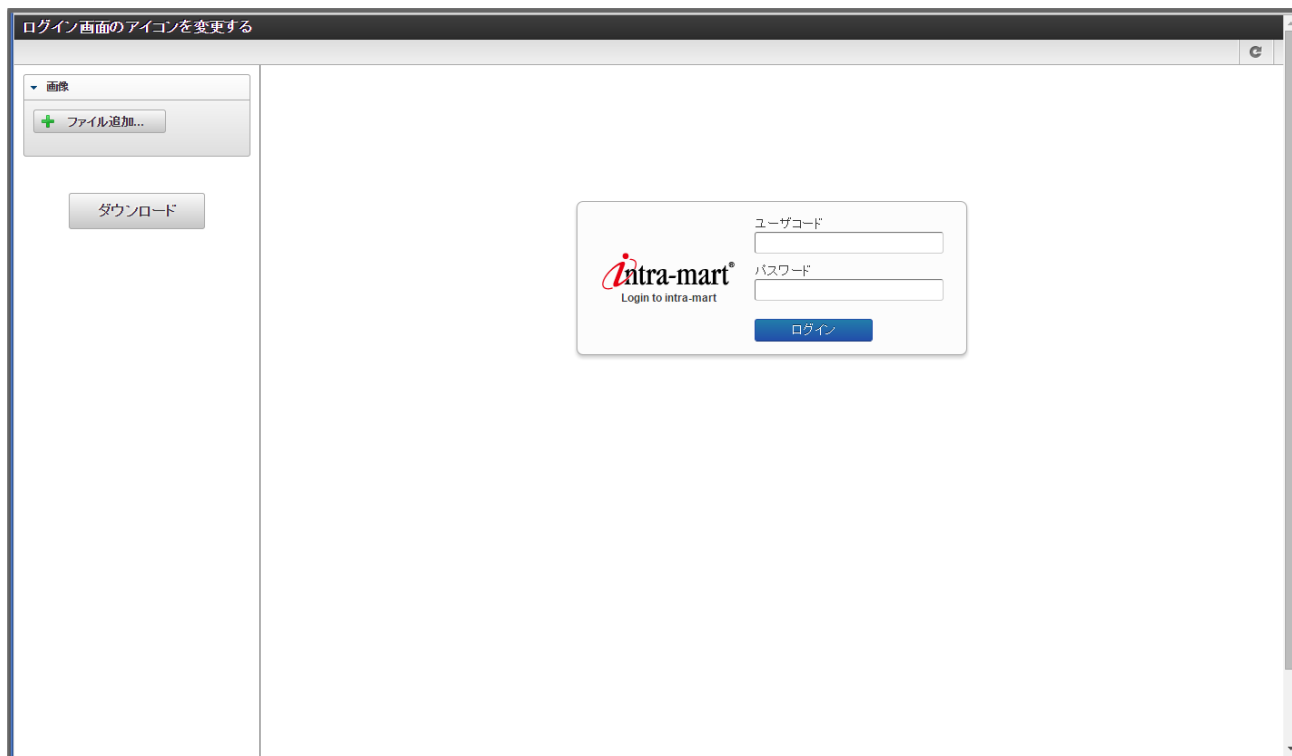 ログイン画面のアイコンを変更する
画像
ファイル追加...
ダウンロード
ユーザコード
intra-mart®
Login to intra-mart
パスワード
ログイン